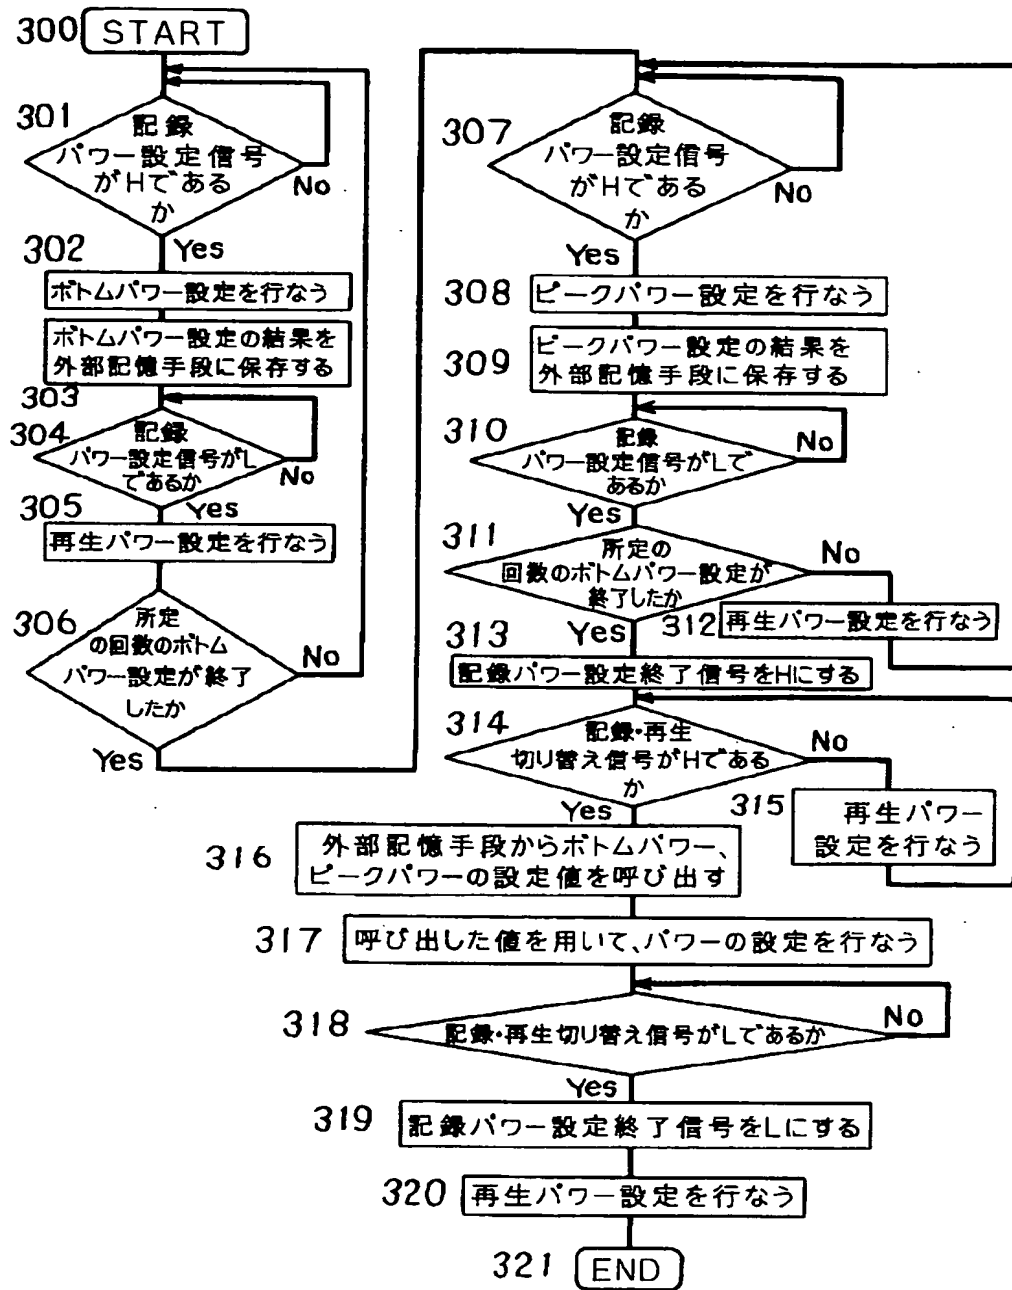 300 START
301
記録
パワー設定信号
がHである
か
No
Yes
302
ボトムパワー設定を行なう
ボトムパワー設定の結果を
外部記憶手段に保存する
303
304
記録
パワー設定信号がL
であるか
No
Yes
305
再生パワー設定を行なう
306
所定
の回数のボトム
パワー設定が終了
したか
No
Yes
307
記録
パワー設定信号
がHである
か
No
Yes
308
ピークパワー設定を行なう
309
ピークパワー設定の結果を
外部記憶手段に保存する
310
記録
パワー設定信号がLで
あるか
No
Yes
311
所定の
回数のボトムパワー設定が
終了したか
No
Yes
312
再生パワー設定を行なう
313
記録パワー設定終了信号をHにする
314
記録・再生
切り替え信号がHである
か
No
Yes
315
再生パワー
設定を行なう
316
外部記憶手段からボトムパワー、
ピークパワーの設定値を呼び出す
317
呼び出した値を用いて、パワーの設定を行なう
318
記録・再生切り替え信号がLであるか
No
Yes
319
記録パワー設定終了信号をLにする
320
再生パワー設定を行なう
321 END